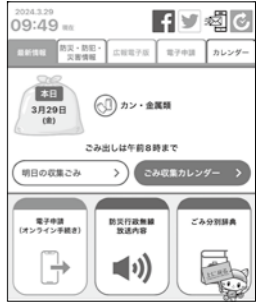 2024.3.29
09:49 現在
最新情報
防災・防犯・
災害情報
広報電子版
電子申請
カレンダー
本日
3月29日
(金)
カン・金属類
ごみ出しは午前8時まで
明日の収集ごみ
ごみ収集カレンダー
電子申請
(オンライン手続き)
防災行政無線
放送内容
ごみ分別辞典